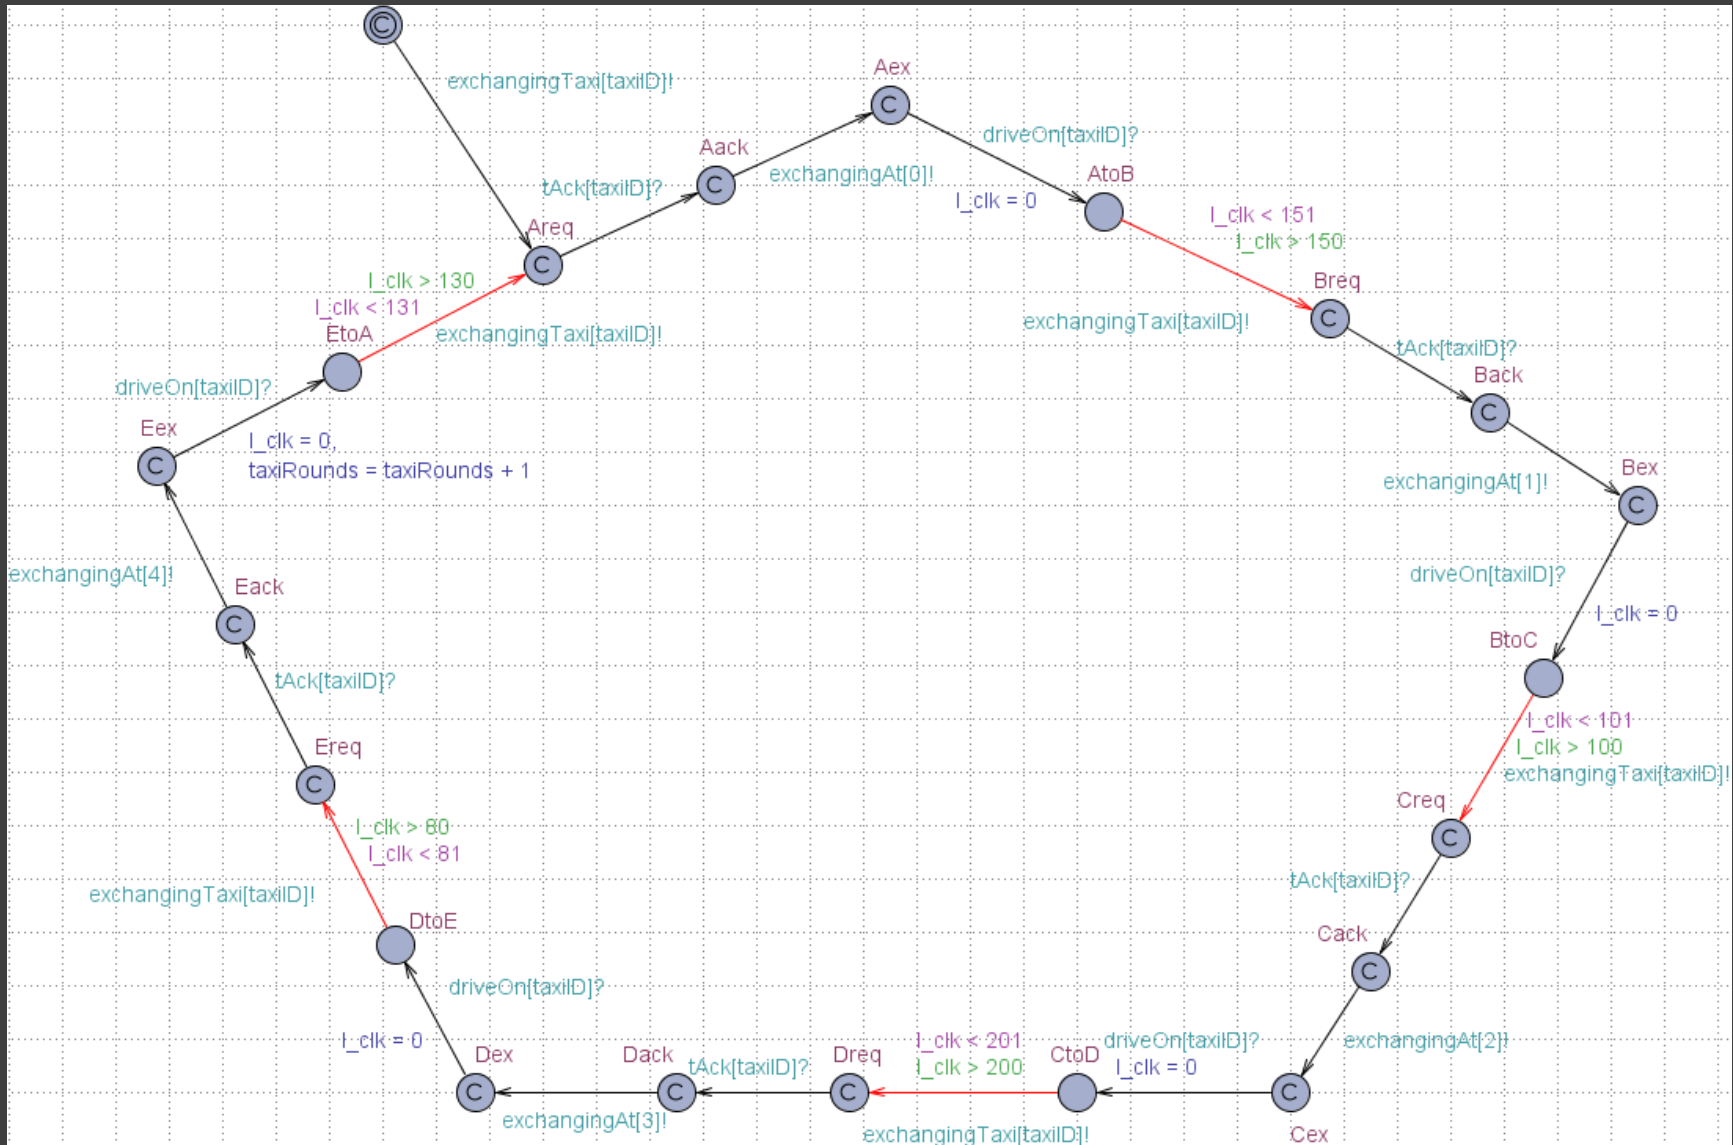 C
exchangingTaxi[taxiID]!
Aex
C
driveOn[taxiID]?
Aack
C
exchangingAt[0]!
tAck[taxiID]?
AtoB
l_clk = 0
l_clk < 151
l_clk > 150
Areq
C
l_clk > 130
l_clk < 131
EtoA
exchangingTaxi[taxiID]!
Breq
C
exchangingTaxi[taxiID]!
tAck[taxiID]?
Back
C
driveOn[taxiID]?
Eex
C
l_clk = 0,
taxiRounds = taxiRounds + 1
exchangingAt[1]!
Bex
C
driveOn[taxiID]?
l_clk = 0
BtoC
exchangingAt[4]!
Eack
C
tAck[taxiID]?
l_clk < 101
l_clk > 100
exchangingTaxi[taxiID]!
Ereq
C
Creq
C
l_clk > 80
l_clk < 81
exchangingTaxi[taxiID]!
tAck[taxiID]?
DtoE
Cack
C
driveOn[taxiID]?
l_clk = 0
exchangingAt[2]!
Dex
C
Dack
C
tAck[taxiID]?
Dreq
C
l_clk < 201
l_clk > 200
CtoD
driveOn[taxiID]?
l_clk = 0
C
Cex
exchangingAt[3]!
exchangingTaxi[taxiID]!